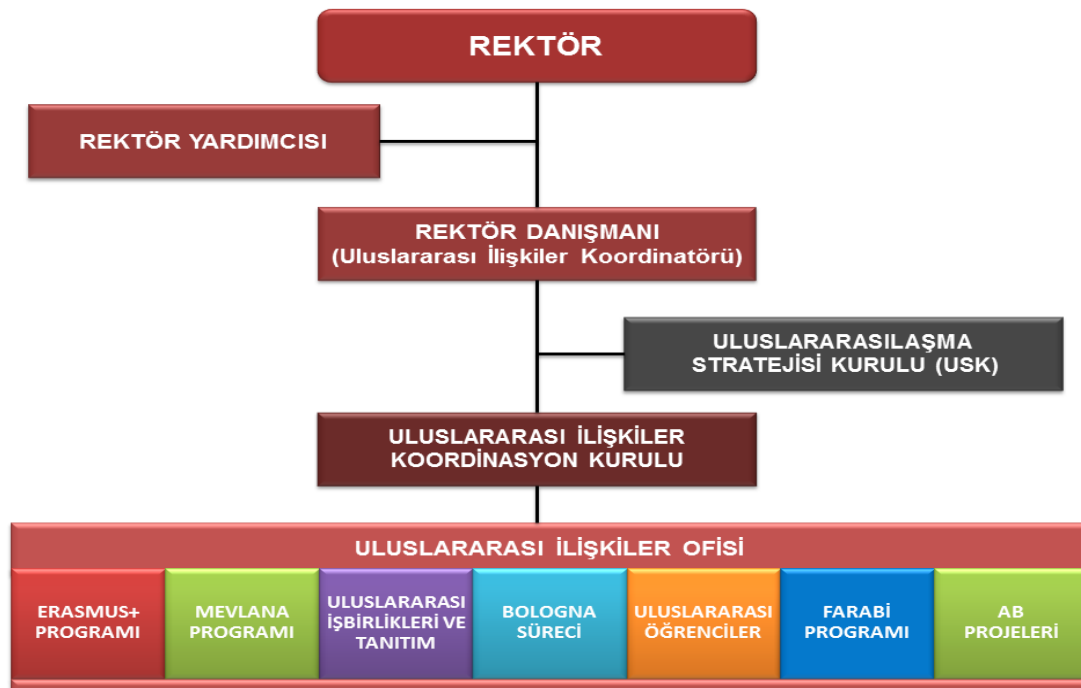 REKTÖR
REKTÖR YARDIMCISI
REKTÖR DANIŞMANI
(Uluslararası İlişkiler Koordinatörü)
ULUSLARARASILAŞMA
STRATEJİSİ KURULU (USK)
ULUSLARARASI İLİŞKİLER
KOORDİNASYON KURULU
ULUSLARARASI İLİŞKİLER OFİSİ
ERASMUS+
PROGRAMI
MEVLANA
PROGRAMI
ULUSLARARASI
İŞBİRLİKLERİ VE
TANITIM
BOLOGNA
SÜRECİ
ULUSLARARASI
ÖĞRENCİLER
FARABİ
PROGRAMI
AB
PROJELERİ